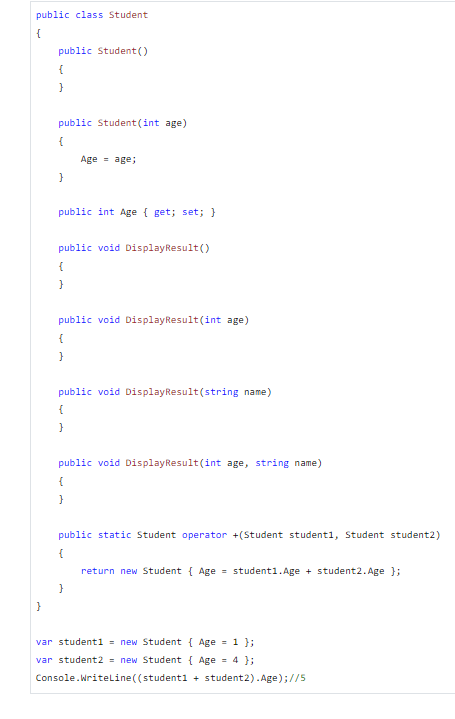 public class Student
{
    public Student()
    {
    }

    public Student(int age)
    {
        Age = age;
    }

    public int Age { get; set; }

    public void DisplayResult()
    {
    }

    public void DisplayResult(int age)
    {
    }

    public void DisplayResult(string name)
    {
    }

    public void DisplayResult(int age, string name)
    {
    }

    public static Student operator +(Student student1, Student student2)
    {
        return new Student { Age = student1.Age + student2.Age };
    }
}

var student1 = new Student { Age = 1 };
var student2 = new Student { Age = 4 };
Console.WriteLine((student1 + student2).Age);//5